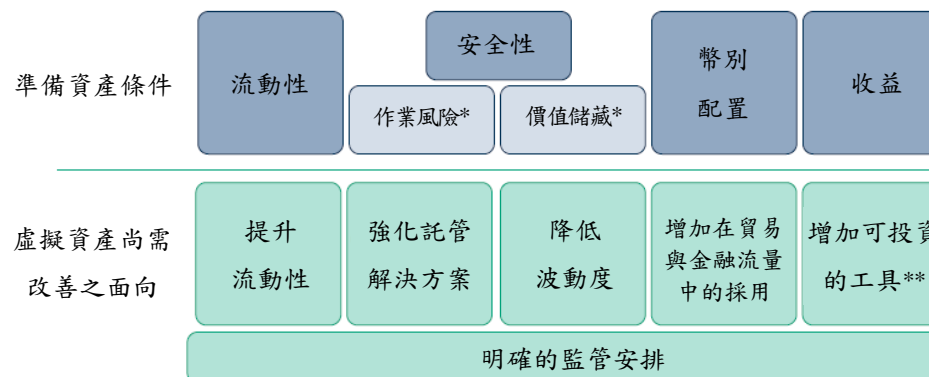 準備資產條件
流動性
安全性
作業風險*
價值儲藏*
幣別
配置
收益
虛擬資產尚需
改善之面向
提升
流動性
強化託管
解決方案
降低
波動度
增加在貿易
與金融流量
中的採用
增加可投資
的工具**
明確的監管安排